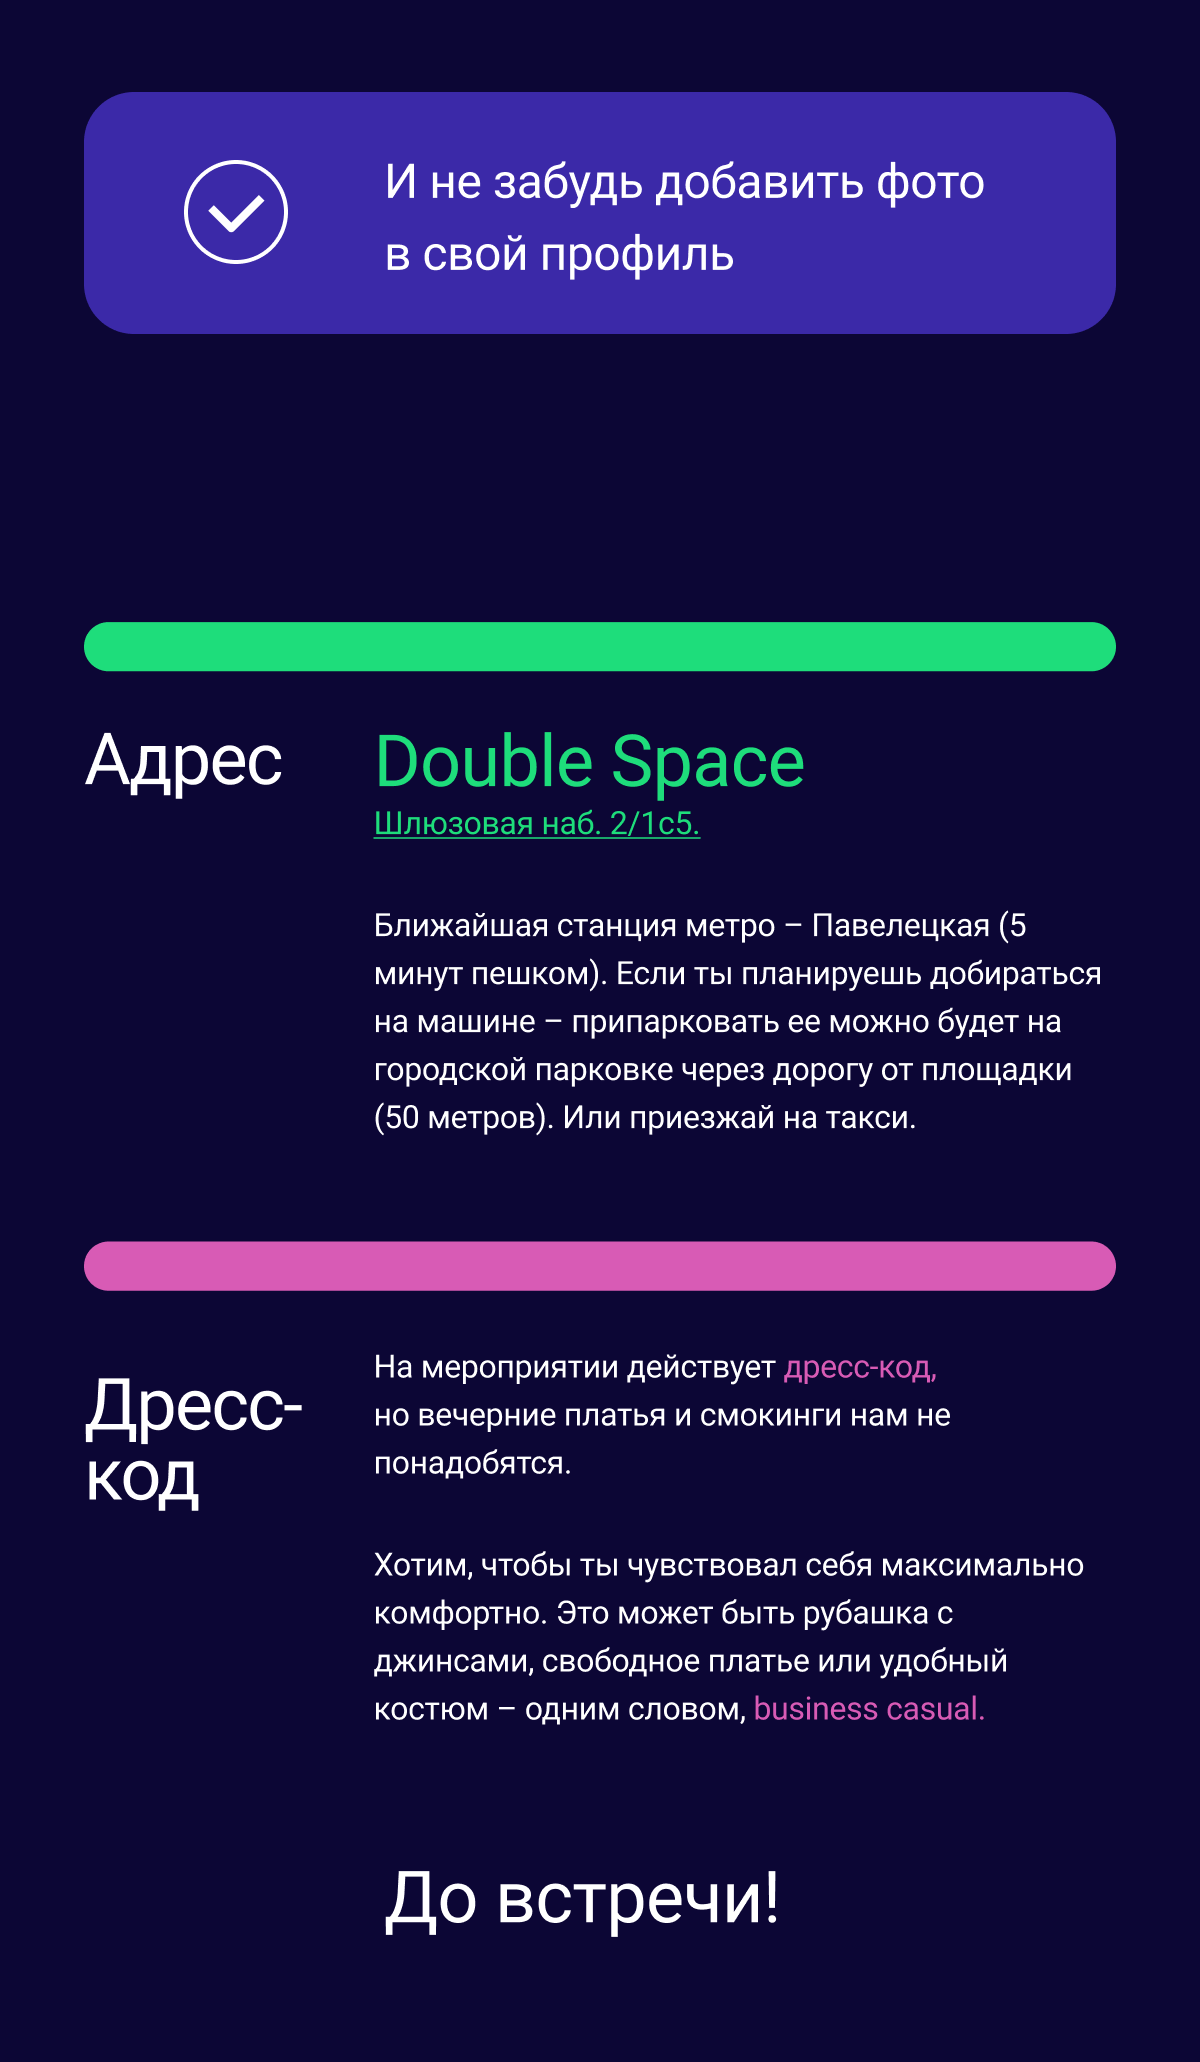 И не забудь добавить фото
в свой профиль
Адрес
Double Space
Шлюзовая наб. 2/1с5.
Ближайшая станция метро – Павелецкая (5
минут пешком). Если ты планируешь добираться
на машине – припарковать ее можно будет на
городской парковке через дорогу от площадки
(50 метров). Или приезжай на такси.
Дресс-
код
На мероприятии действует дресс-код,
но вечерние платья и смокинги нам не
понадобятся.
Хотим, чтобы ты чувствовал себя максимально
комфортно. Это может быть рубашка с
джинсами, свободное платье или удобный
костюм – одним словом, business casual.
До встречи!